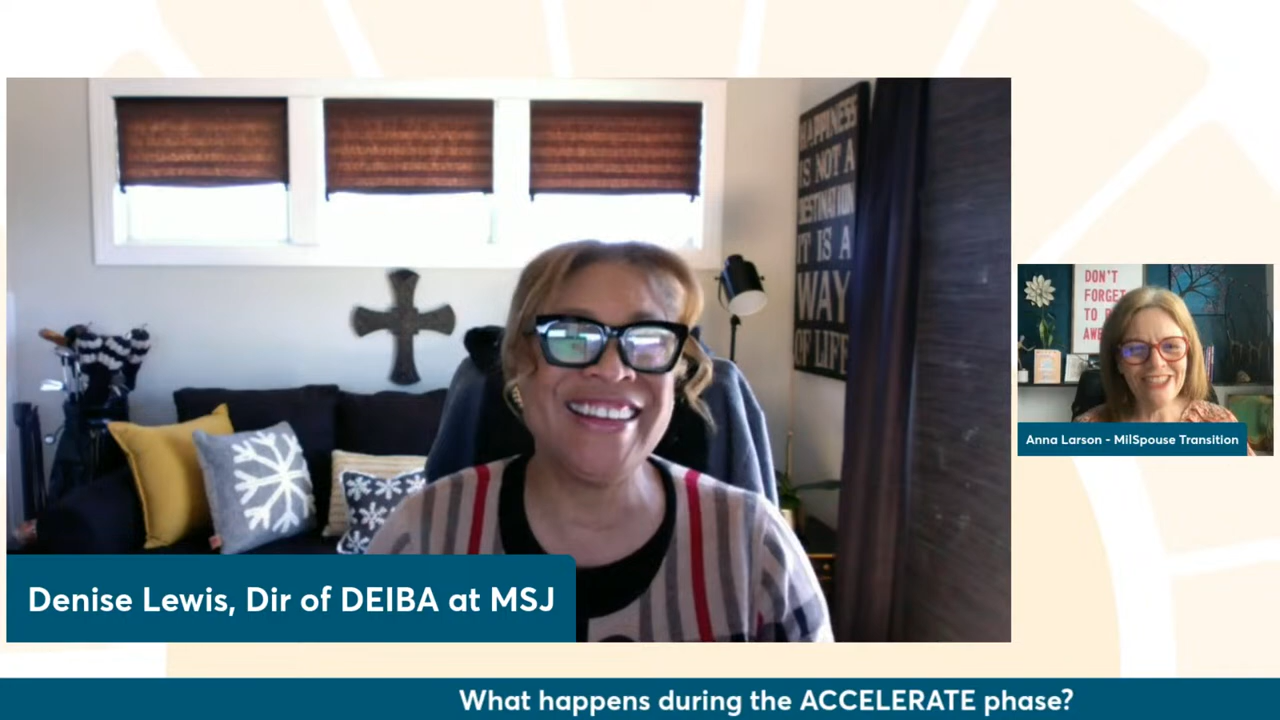 HAPPINESS
IS NOT A
DESTINATION
IT IS A
WAY
OF LIFE
DON'T
FORGET
TO
Anna Larson - MilSpouse Transition
Denise Lewis, Dir of DEIBA at MSJ
What happens during the ACCELERATE phase?